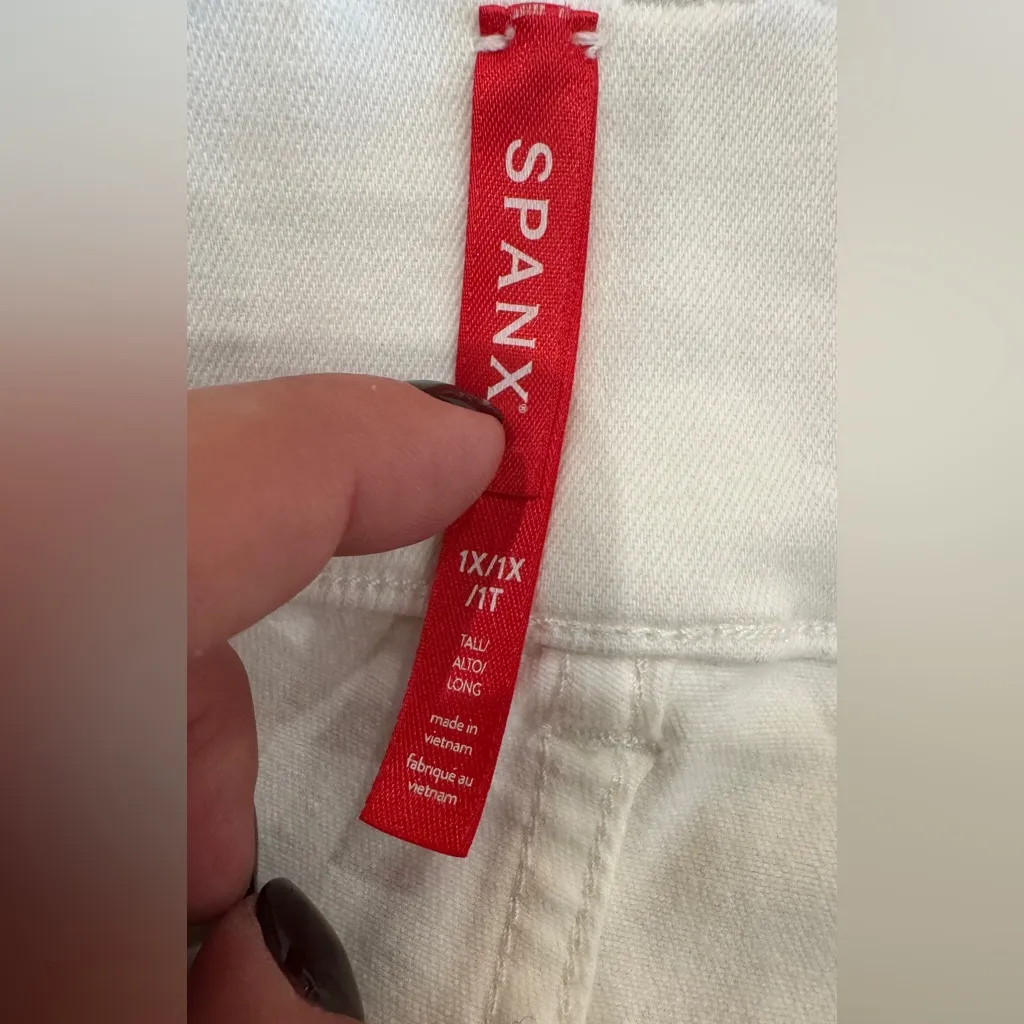 SPANX®
1X/1X
/1T
TALL/
ALTO/
LONG
made in
vietnam
fabriqué au
vietnam